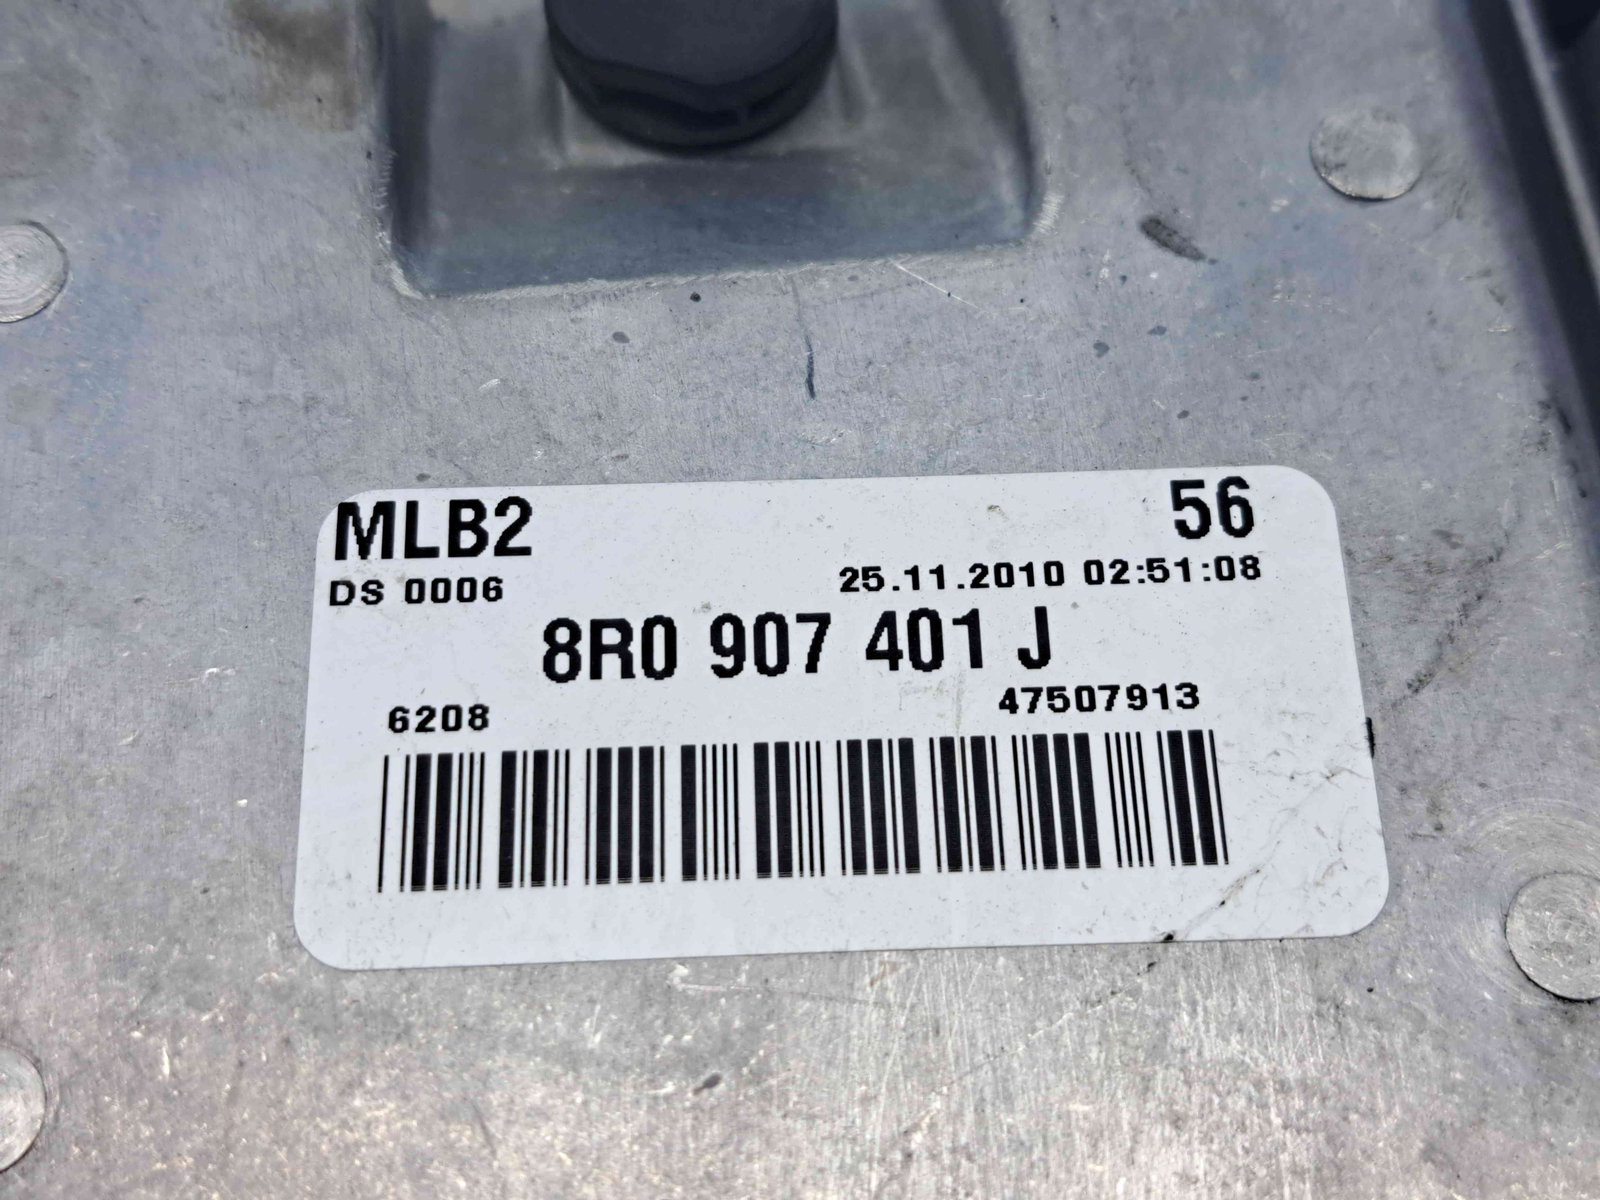 MLB2 56
DS 0006 25.11.2010 02:51:08
8R0 907 401 J
6208 47507913